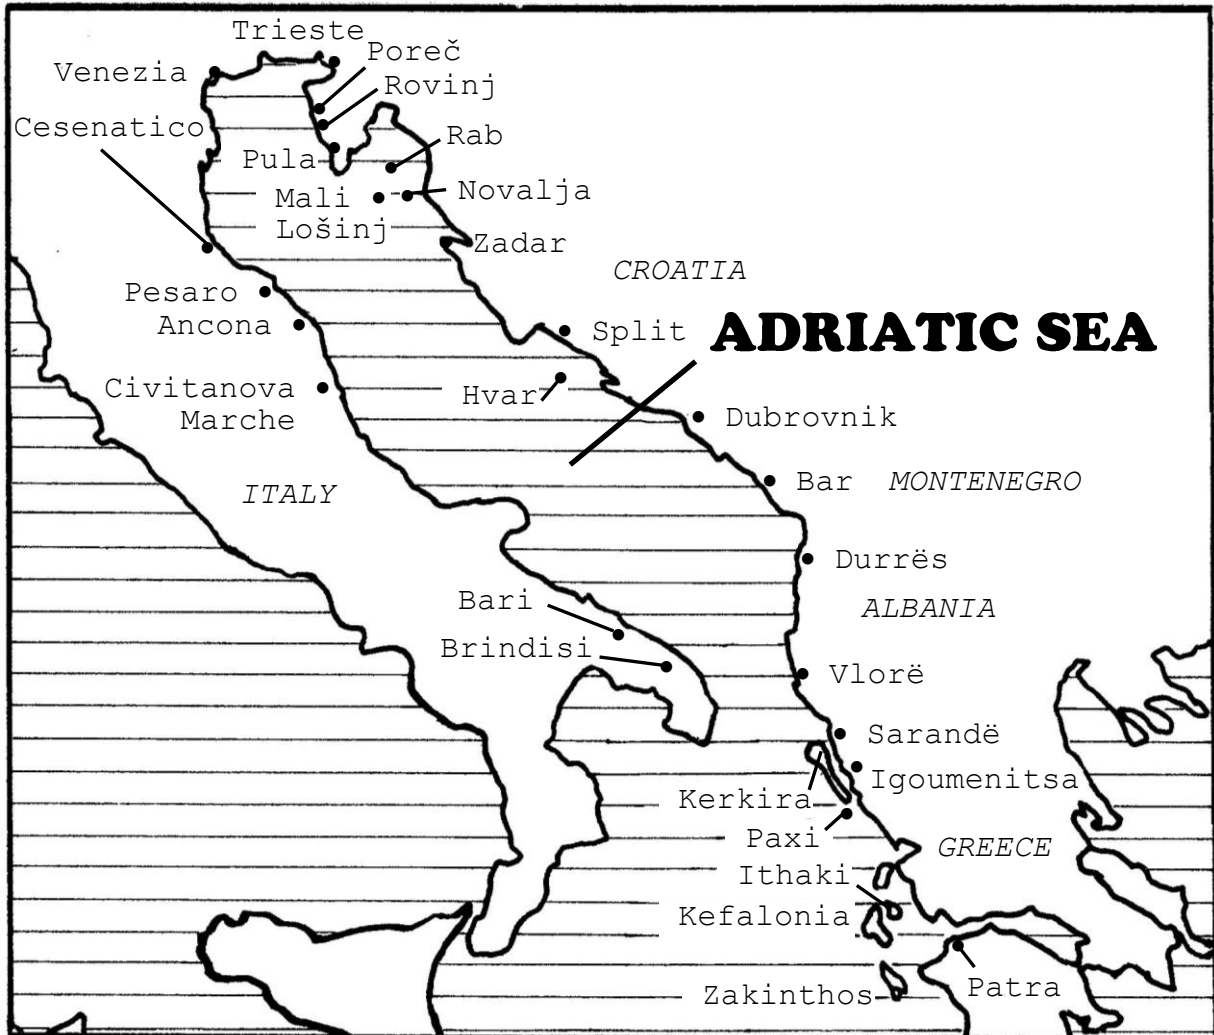 Trieste
Poreč
Venezia
Rovinj
Cesenatico
Rab
Pula
Mali
Lošinj
Novalja
Zadar
CROATIA
Pesaro
Ancona
Split
ADRIATIC SEA
Civitanova
Marche
Hvar
Dubrovnik
ITALY
Bar
MONTENEGRO
Durrës
Bari
ALBANIA
Brindisi
Vlorë
Sarandë
Igoumenitsa
Kerkira
Paxi
GREECE
Ithaki
Kefalonia
Zakinthos
Patra